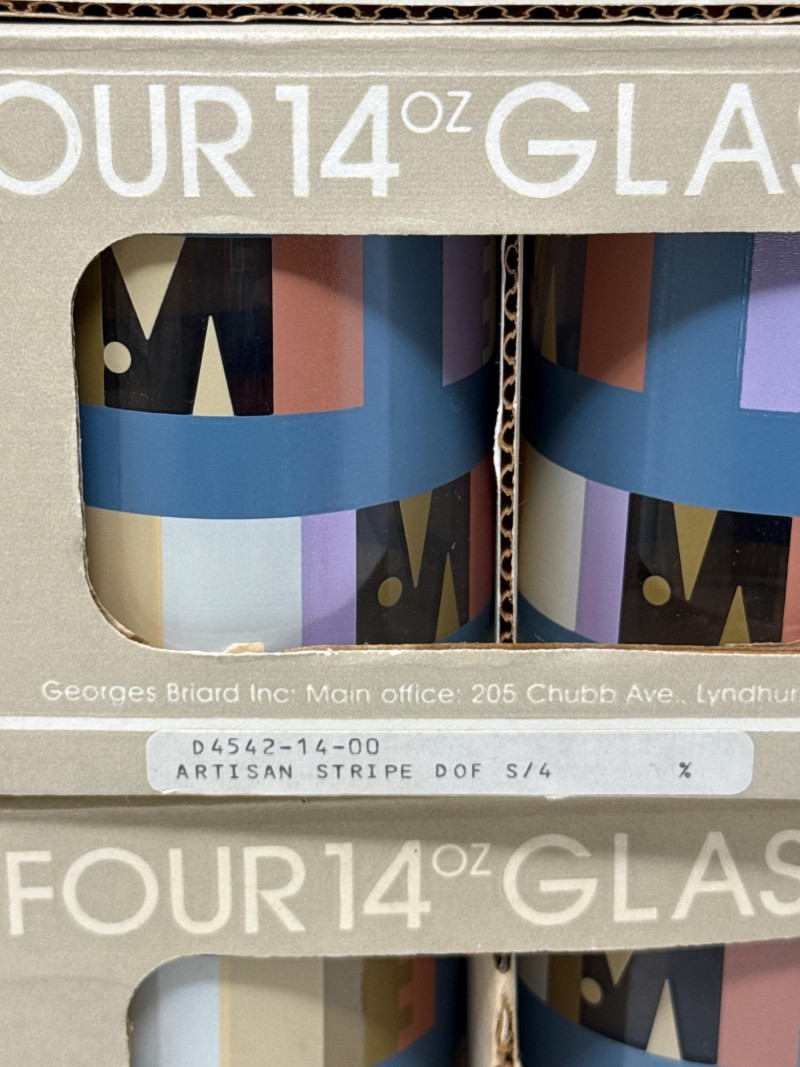 OUR 14 OZ GLAS
Georges Briard Inc: Main office: 205 Chubb Ave., Lyndhur
D4542-14-00
ARTISAN STRIPE DOF S/4 %
FOUR 14 OZ GLAS